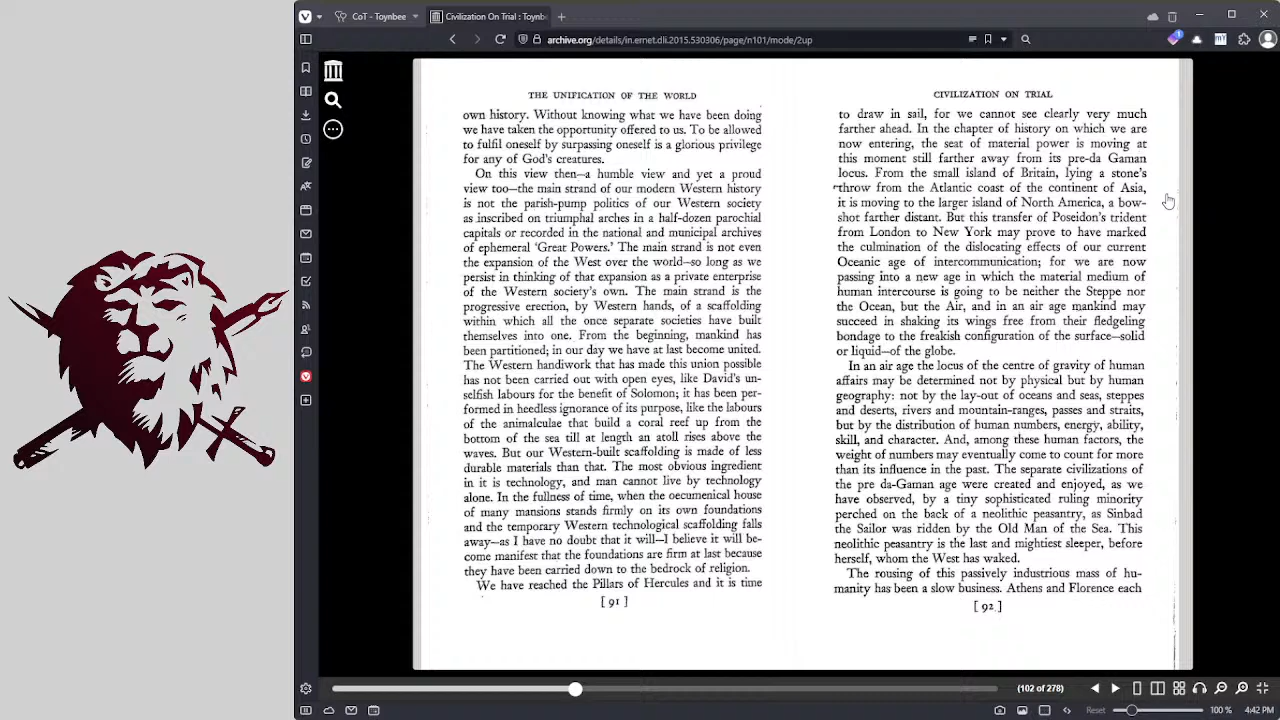 CoT - Toynbee
Civilization On Trial : Toynb
archive.org/details/in.ernet.dli.2015.530306/page/n101/mode/2up
THE UNIFICATION OF THE WORLD
own history. Without knowing what we have been doing
we have taken the opportunity offered to us. To be allowed
to fulfil oneself by surpassing oneself is a glorious privilege
for any of God's creatures.
On this view then—a humble view and yet a proud
view too—the main strand of our modern Western history
is not the parish-pump politics of our Western society
as inscribed on triumphal arches in a half-dozen parochial
capitals or recorded in the national and municipal archives
of ephemeral 'Great Powers.' The main strand is not even
the expansion of the West over the world—so long as we
persist in thinking of that expansion as a private enterprise
of the Western society's own. The main strand is the
progressive erection, by Western hands, of a scaffolding
within which all the once separate societies have built
themselves into one. From the beginning, mankind has
been partitioned; in our day we have at last become united.
The Western handiwork that has made this union possible
has not been carried out with open eyes, like David's un-
selfish labours for the benefit of Solomon; it has been per-
formed in heedless ignorance of its purpose, like the labours
of the animalculae that build a coral reef up from the
bottom of the sea till at length an atoll rises above the
waves. But our Western-built scaffolding is made of less
durable materials than that. The most obvious ingredient
in it is technology, and man cannot live by technology
alone. In the fullness of time, when the oecumenical house
of many mansions stands firmly on its own foundations
and the temporary Western technological scaffolding falls
away—as I have no doubt that it will—I believe it will be-
come manifest that the foundations are firm at last because
they have been carried down to the bedrock of religion.
We have reached the Pillars of Hercules and it is time
[ 91 ]
CIVILIZATION ON TRIAL
to draw in sail, for we cannot see clearly very much
farther ahead. In the chapter of history on which we are
now entering, the seat of material power is moving at
this moment still farther away from its pre-da Gaman
locus. From the small island of Britain, lying a stone's
throw from the Atlantic coast of the continent of Asia,
it is moving to the larger island of North America, a bow-
shot farther distant. But this transfer of Poseidon's trident
from London to New York may prove to have marked
the culmination of the dislocating effects of our current
Oceanic age of intercommunication; for we are now
passing into a new age in which the material medium of
human intercourse is going to be neither the Steppe nor
the Ocean, but the Air, and in an air age mankind may
succeed in shaking its wings free from their fledgeling
bondage to the freakish configuration of the surface—solid
or liquid—of the globe.
In an air age the locus of the centre of gravity of human
affairs may be determined not by physical but by human
geography: not by the lay-out of oceans and seas, steppes
and deserts, rivers and mountain-ranges, passes and straits,
but by the distribution of human numbers, energy, ability,
skill, and character. And, among these human factors, the
weight of numbers may eventually come to count for more
than its influence in the past. The separate civilizations of
the pre da-Gaman age were created and enjoyed, as we
have observed, by a tiny sophisticated ruling minority
perched on the back of a neolithic peasantry, as Sinbad
the Sailor was ridden by the Old Man of the Sea. This
neolithic peasantry is the last and mightiest sleeper, before
herself, whom the West has waked.
The rousing of this passively industrious mass of hu-
manity has been a slow business. Athens and Florence each
[ 92 ]
(102 of 278)
Reset
100 %
4:42 PM